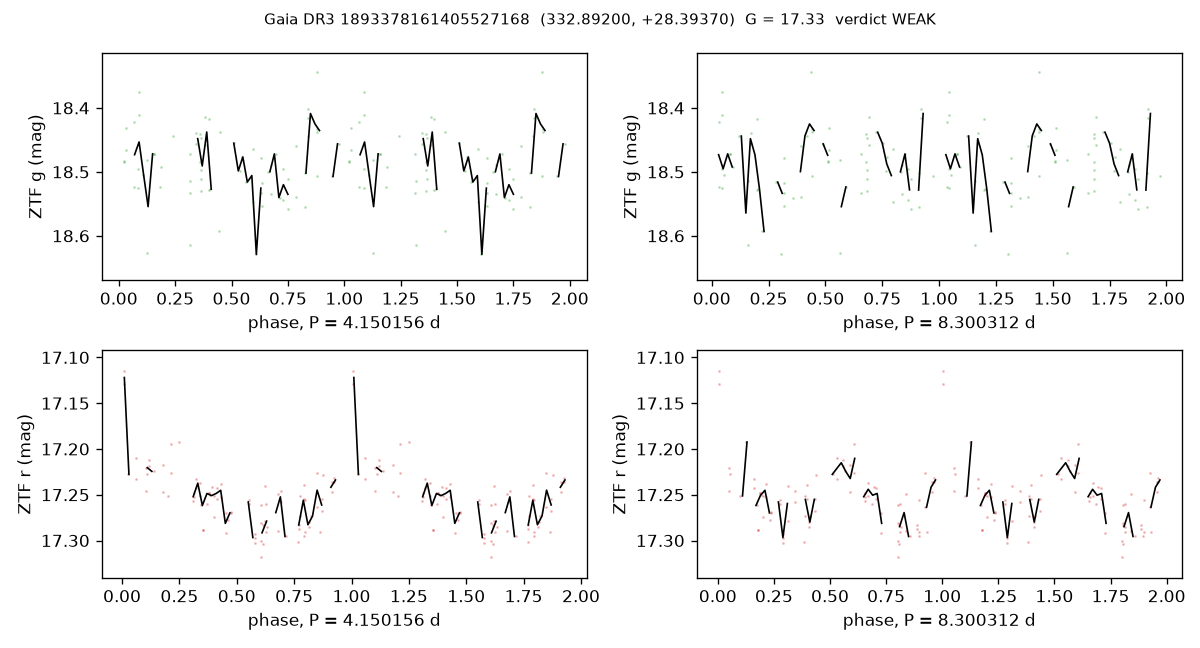 Gaia DR3 1893378161405527168  (332.89200, +28.39370)  G = 17.33  verdict WEAK
ZTF g (mag)
18.4
18.5
18.6
0.00 0.25 0.50 0.75 1.00 1.25 1.50 1.75 2.00
phase, P = 4.150156 d
ZTF g (mag)
18.4
18.5
18.6
0.00 0.25 0.50 0.75 1.00 1.25 1.50 1.75 2.00
phase, P = 8.300312 d
ZTF r (mag)
17.10
17.15
17.20
17.25
17.30
0.00 0.25 0.50 0.75 1.00 1.25 1.50 1.75 2.00
phase, P = 4.150156 d
ZTF r (mag)
17.10
17.15
17.20
17.25
17.30
0.00 0.25 0.50 0.75 1.00 1.25 1.50 1.75 2.00
phase, P = 8.300312 d